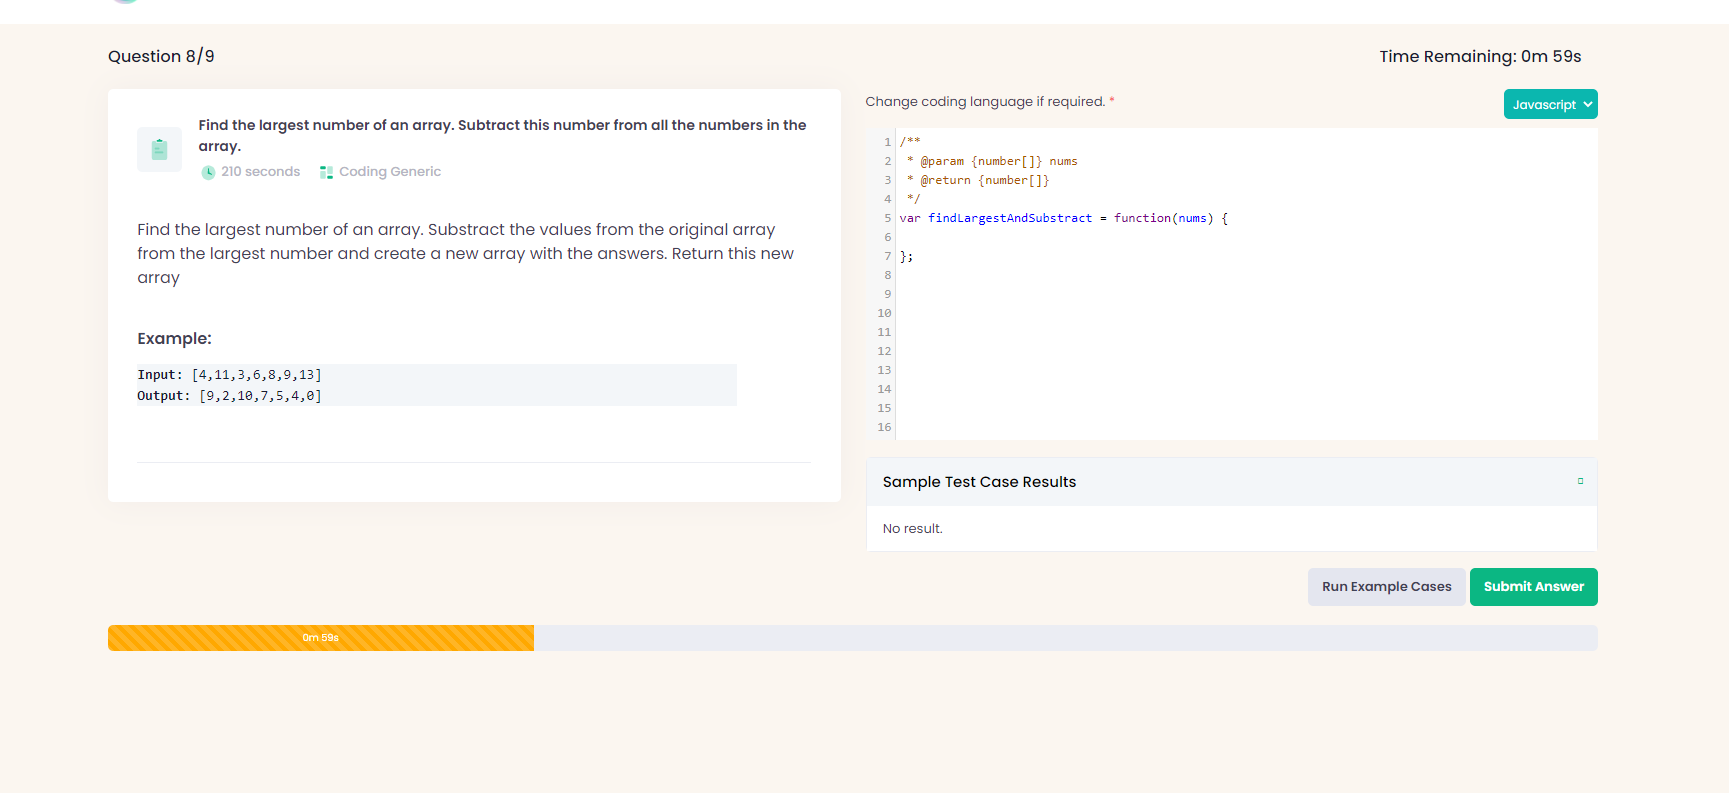 Question 8/9
Time Remaining: 0m 59s
Find the largest number of an array. Subtract this number from all the numbers in the
array.
210 seconds
Coding Generic
Find the largest number of an array. Substract the values from the original array
from the largest number and create a new array with the answers. Return this new
array
Example:
Input: [4,11,3,6,8,9,13]
Output: [9,2,10,7,5,4,0]
Change coding language if required. *
Javascript
1 /**
2  * @param {number[]} nums
3  * @return {number[]}
4  */
5 var findLargestAndSubstract = function(nums) {
6
7 };
8
9
10
11
12
13
14
15
16
Sample Test Case Results
No result.
Run Example Cases
Submit Answer
0m 59s